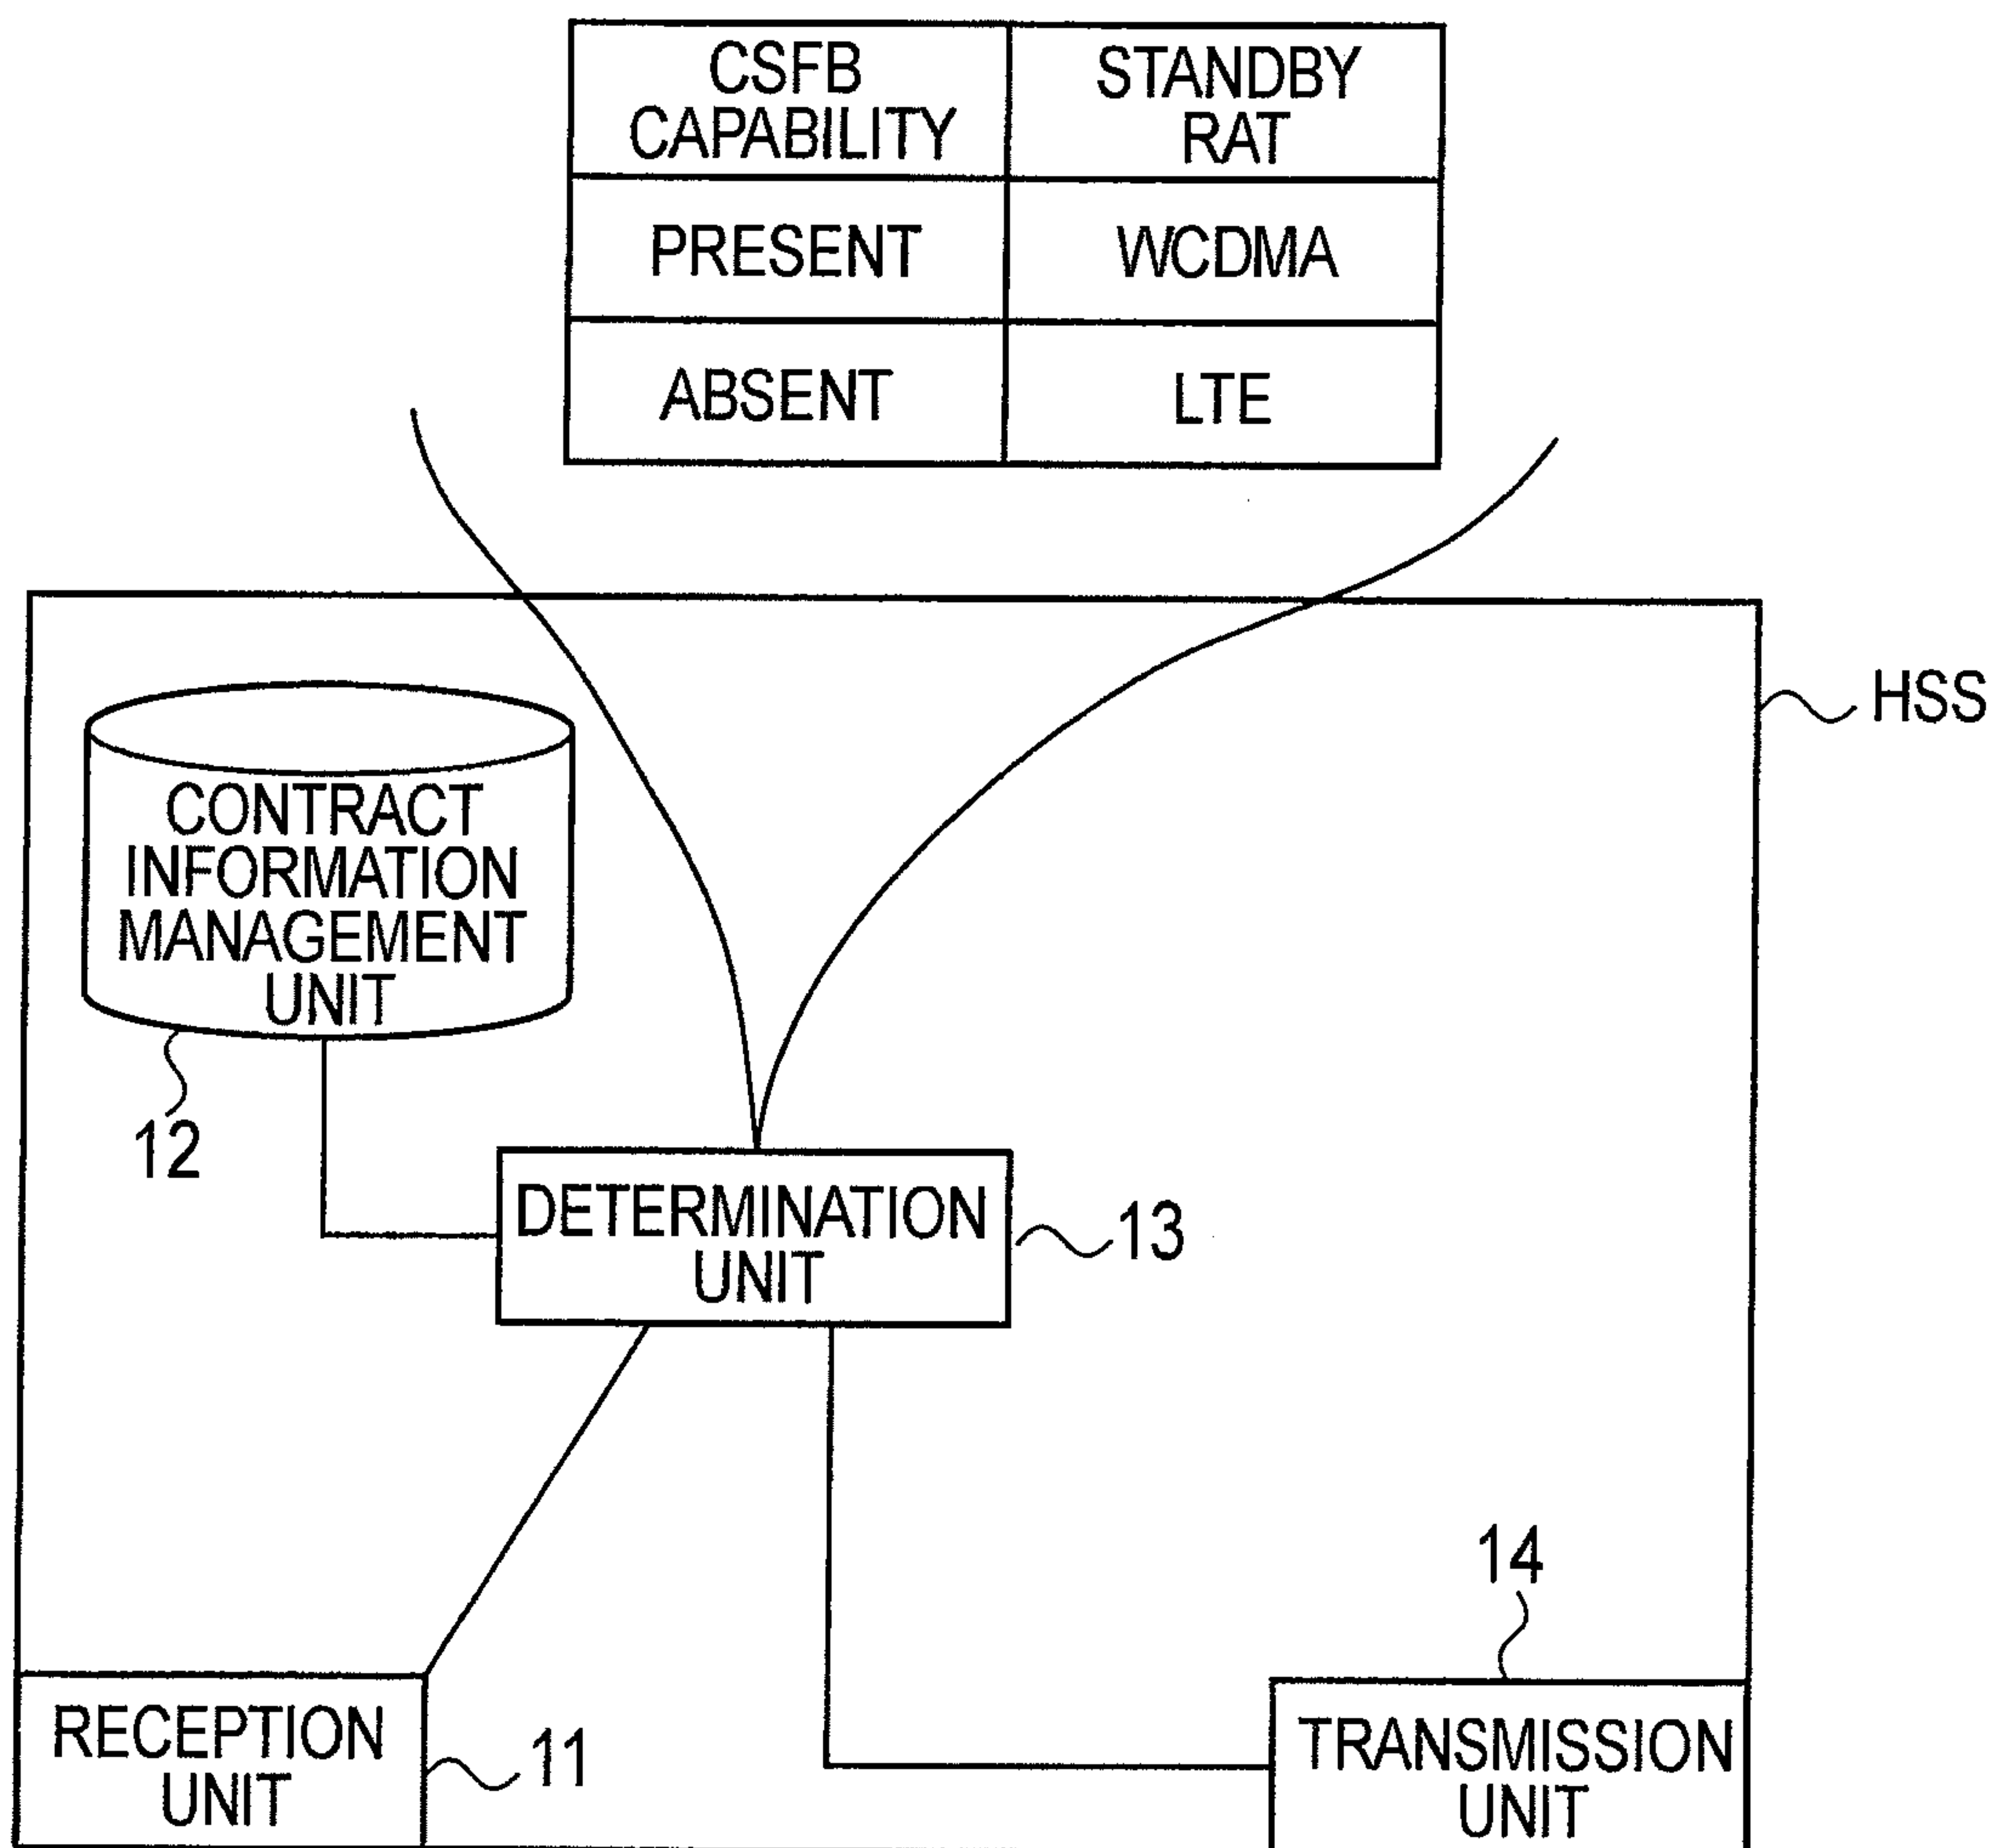 CSFB
CAPABILITY
STANDBY
RAT
PRESENT
WCDMA
ABSENT
LTE
HSS
CONTRACT
INFORMATION
MANAGEMENT
UNIT
12
DETERMINATION
UNIT
13
14
RECEPTION
UNIT
11
TRANSMISSION
UNIT